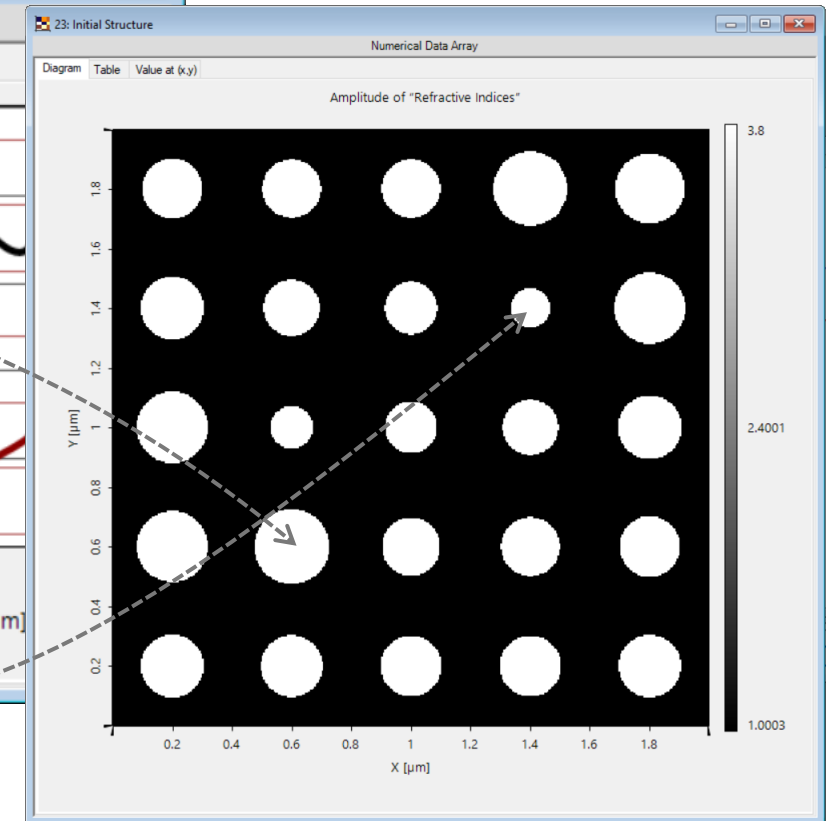 23: Initial Structure
Numerical Data Array
Diagram Table Value at (x,y)
Amplitude of "Refractive Indices"
3.8
2.4001
1.0003
Y [µm]
1.8
1.6
1.4
1.2
1
0.8
0.6
0.4
0.2
0.2 0.4 0.6 0.8 1 1.2 1.4 1.6 1.8
X [µm]
m]